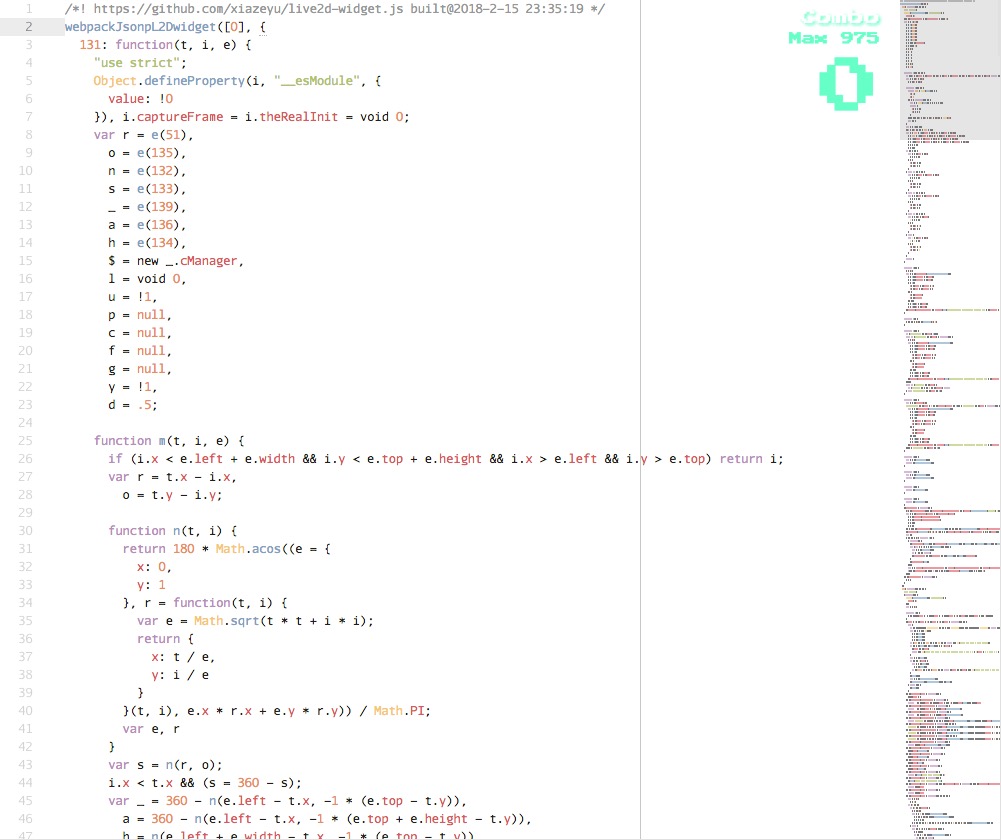 Combo
Max 975
0
1 /*! https://github.com/xiazeyu/live2d-widget.js built@2018-2-15 23:35:19 */
2 webpackJsonpL2Dwidget([0], {
3   131: function(t, i, e) {
4     "use strict";
5     Object.defineProperty(i, "__esModule", {
6       value: !0
7     }), i.captureFrame = i.theRealInit = void 0;
8     var r = e(51),
9       o = e(135),
10       n = e(132),
11       s = e(133),
12       _ = e(139),
13       a = e(136),
14       h = e(134),
15       $ = new _.cManager,
16       l = void 0,
17       u = !1,
18       p = null,
19       c = null,
20       f = null,
21       g = null,
22       y = !1,
23       d = .5;
24
25     function m(t, i, e) {
26       if (i.x < e.left + e.width && i.y < e.top + e.height && i.x > e.left && i.y > e.top) return i;
27       var r = t.x - i.x,
28         o = t.y - i.y;
29
30       function n(t, i) {
31         return 180 * Math.acos((e = {
32           x: 0,
33           y: 1
34         }, r = function(t, i) {
35           var e = Math.sqrt(t * t + i * i);
36           return {
37             x: t / e,
38             y: i / e
39           }
40         }(t, i), e.x * r.x + e.y * r.y)) / Math.PI;
41         var e, r
42       }
43       var s = n(r, o);
44       i.x < t.x && (s = 360 - s);
45       var _ = 360 - n(e.left - t.x, -1 * (e.top - t.y)),
46         a = 360 - n(e.left - t.x, -1 * (e.top + e.height - t.y)),
47         h = n(e.left + e.width - t.x, -1 * (e.top - t.y)),